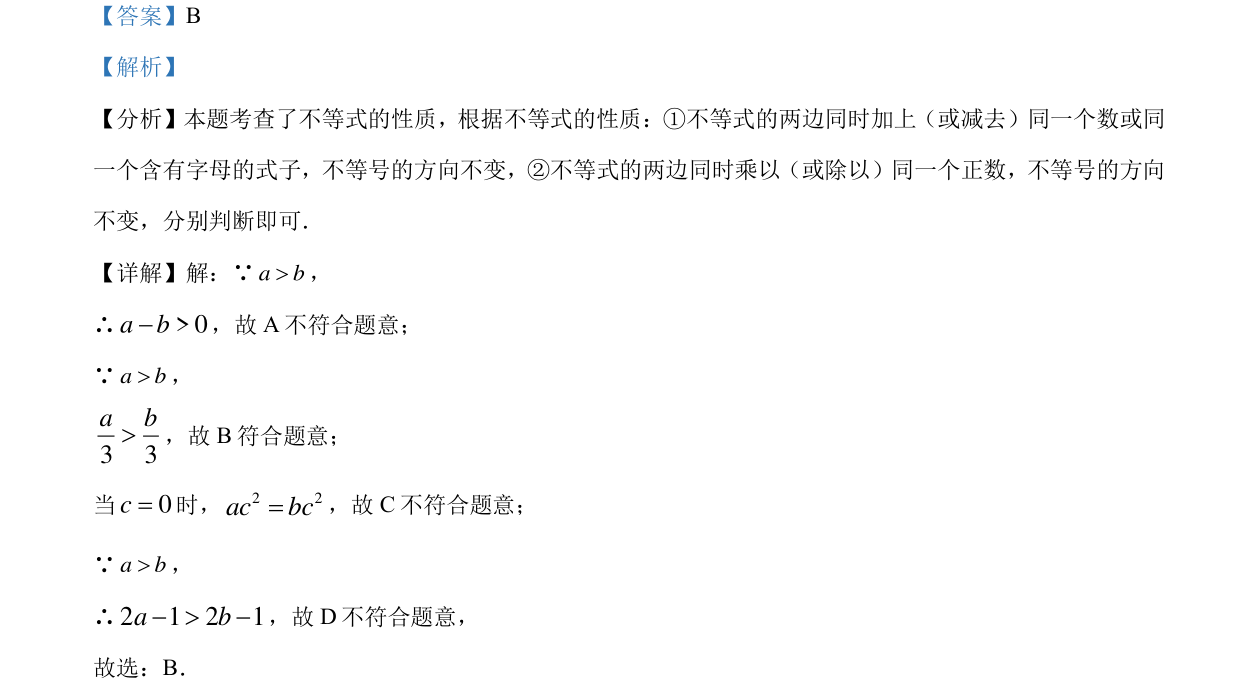 【答案】B
【解析】
【分析】本题考查了不等式的性质，根据不等式的性质：①不等式的两边同时加上（或减去）同一个数或同
一个含有字母的式子，不等号的方向不变，②不等式的两边同时乘以（或除以）同一个正数，不等号的方向
不变，分别判断即可．
【详解】解：∵a>b，
∴a−b>0，故 A 不符合题意；
∵a>b，
a/3 > b/3，故 B 符合题意；
当c=0时，ac²=bc²，故 C 不符合题意；
∵a>b，
∴2a−1>2b−1，故 D 不符合题意，
故选：B．